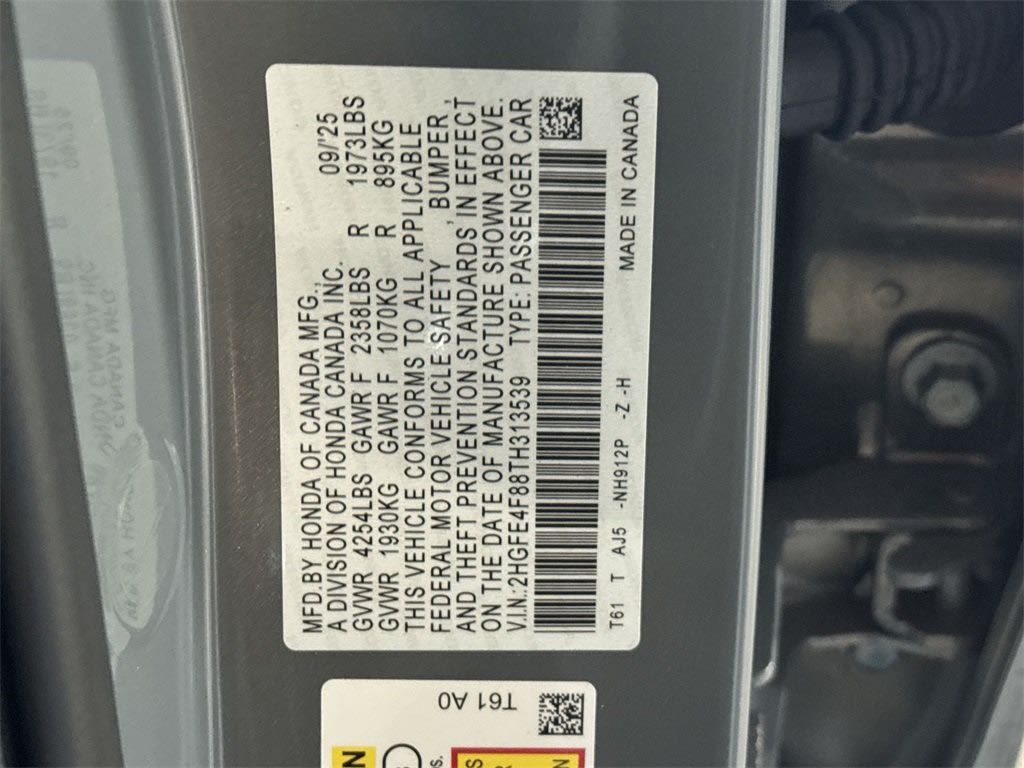 MFD.BY HONDA OF CANADA MFG.,
A DIVISION OF HONDA CANADA INC. 09/'25
GVWR 4254LBS GAWR F 2358LBS R 1973LBS
GVWR 1930KG GAWR F 1070KG R 895KG
THIS VEHICLE CONFORMS TO ALL APPLICABLE
FEDERAL MOTOR VEHICLE SAFETY, BUMPER,
AND THEFT PREVENTION STANDARDS, IN EFFECT
ON THE DATE OF MANUFACTURE SHOWN ABOVE.
V.I.N.:2HGFE4F88TH313539 TYPE: PASSENGER CAR
MADE IN CANADA
T61 T AJ5 -NH912P -Z -H
T61 A0